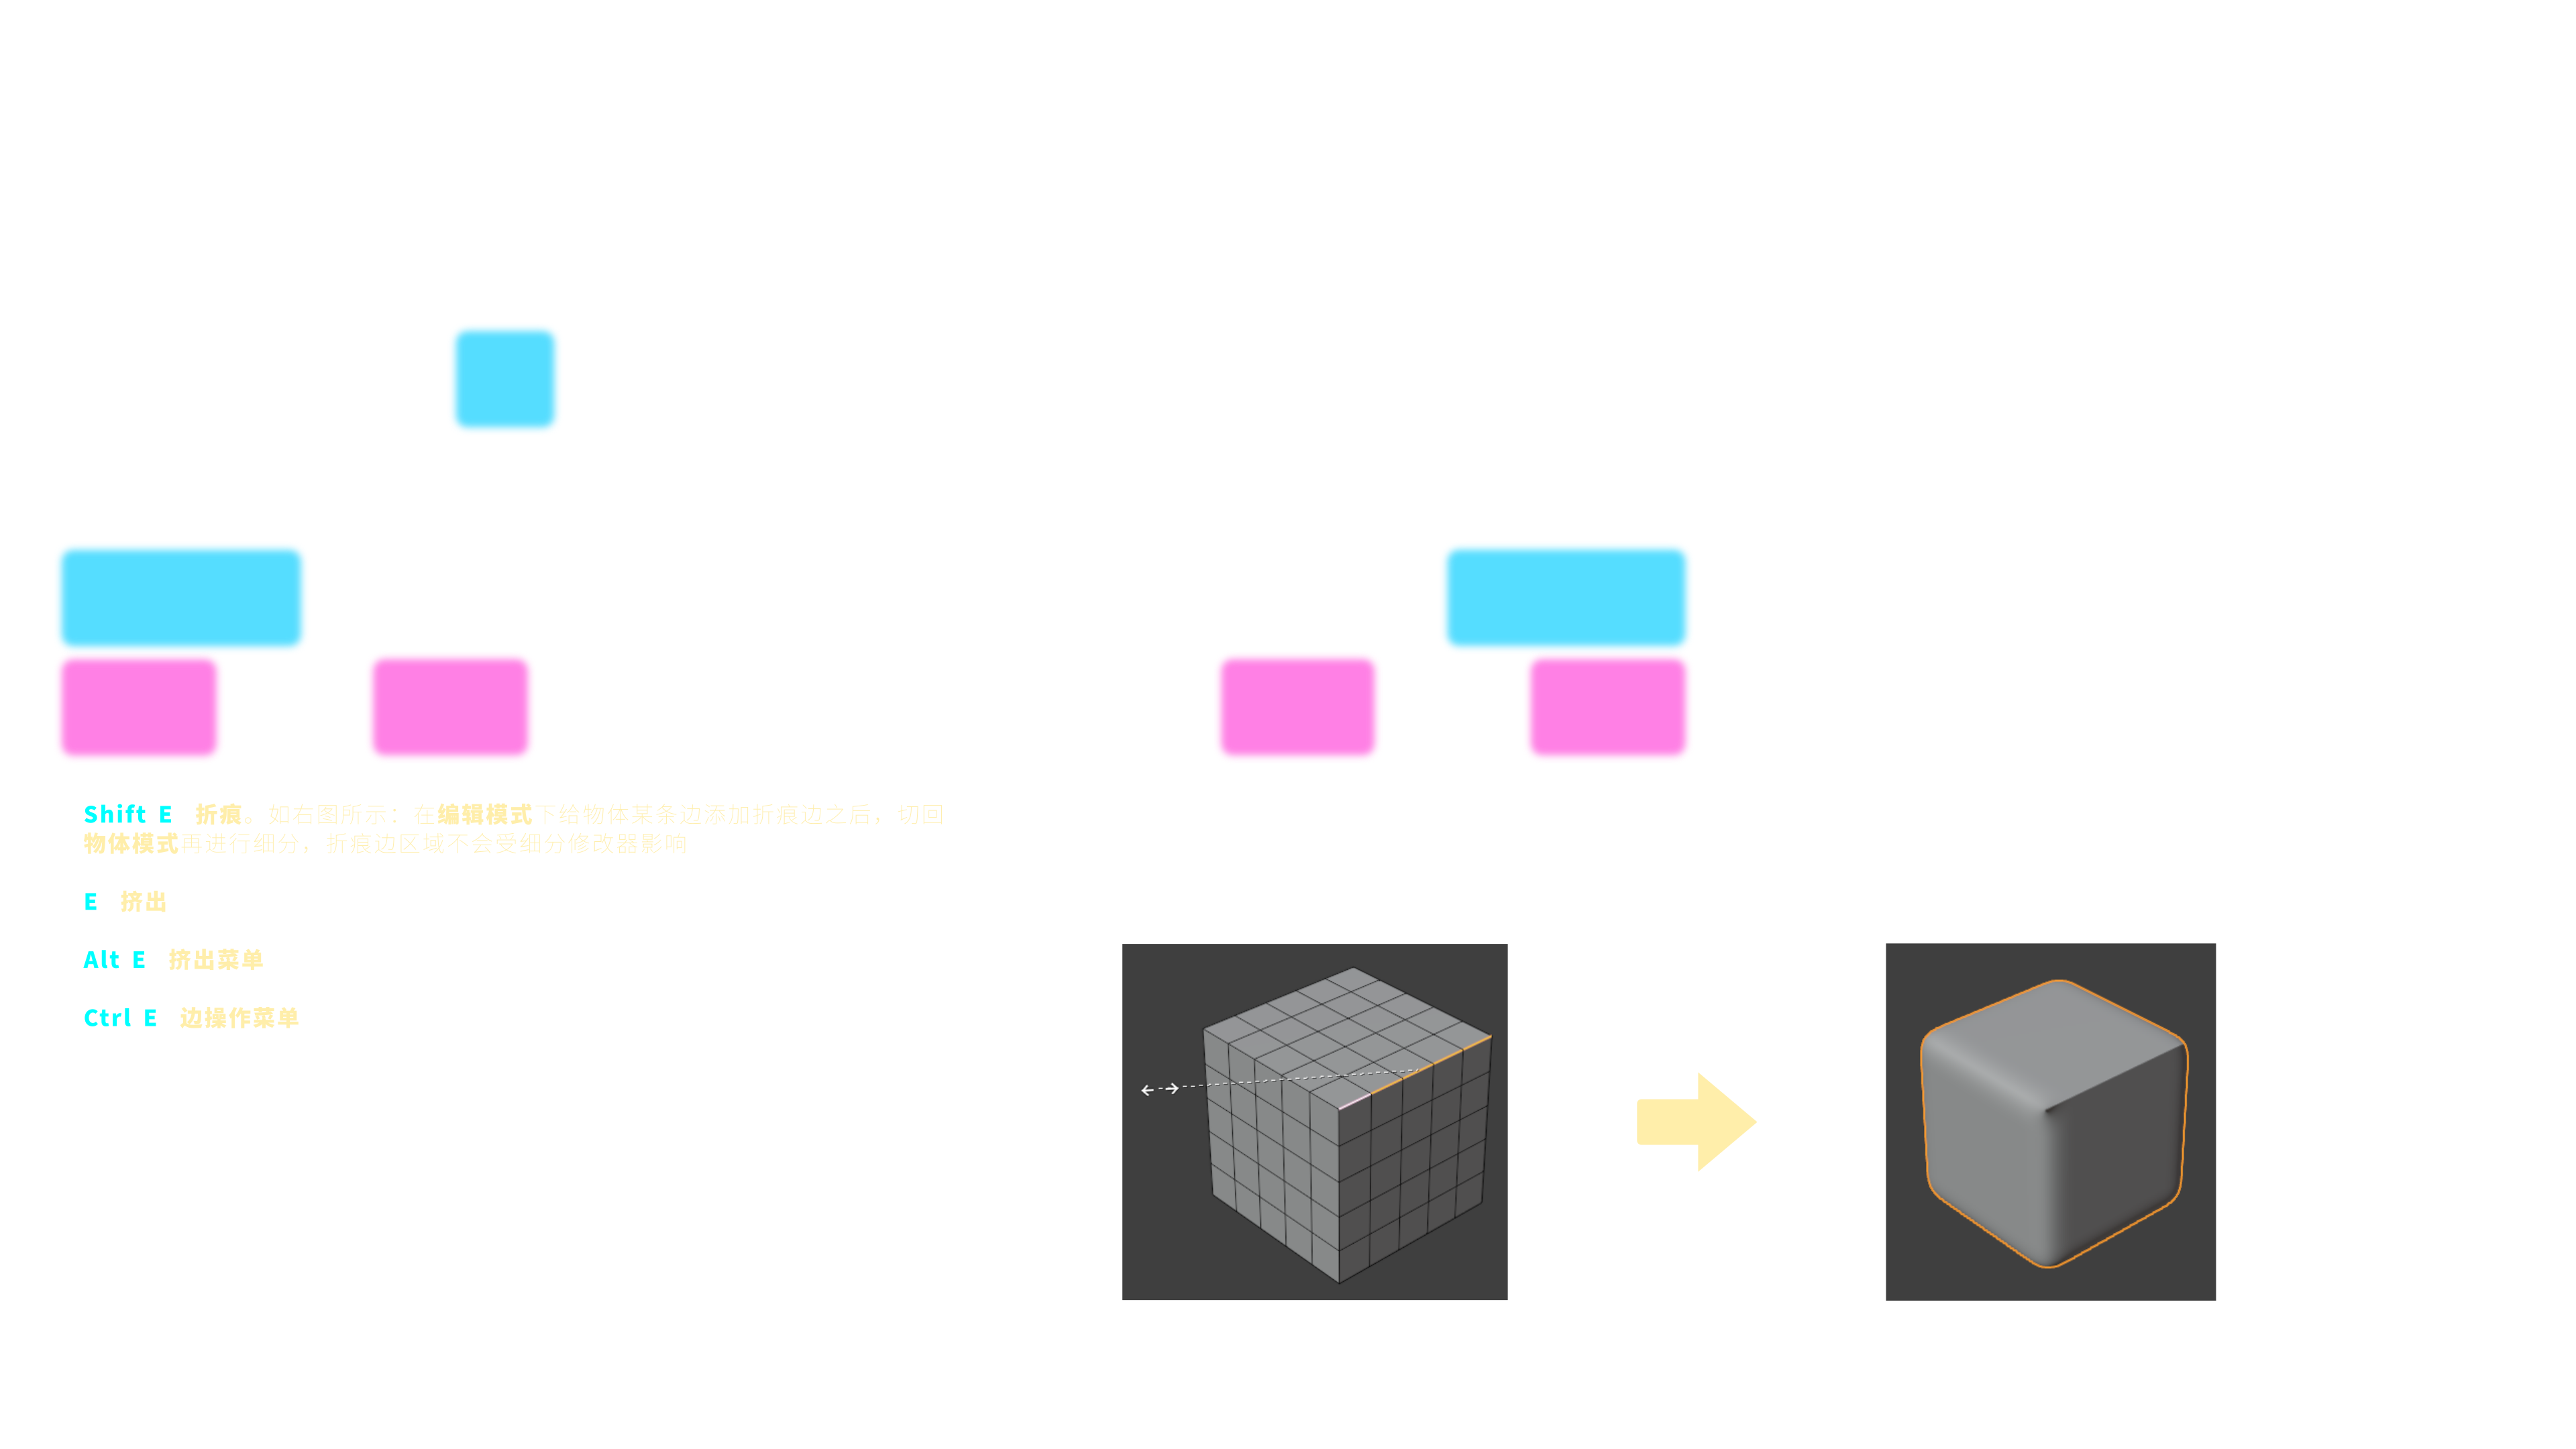 Shift E 折痕。如右图所示：在编辑模式下给物体某条边添加折痕边之后，切回
物体模式再进行细分，折痕边区域不会受细分修改器影响
E 挤出
Alt E 挤出菜单
Ctrl E 边操作菜单